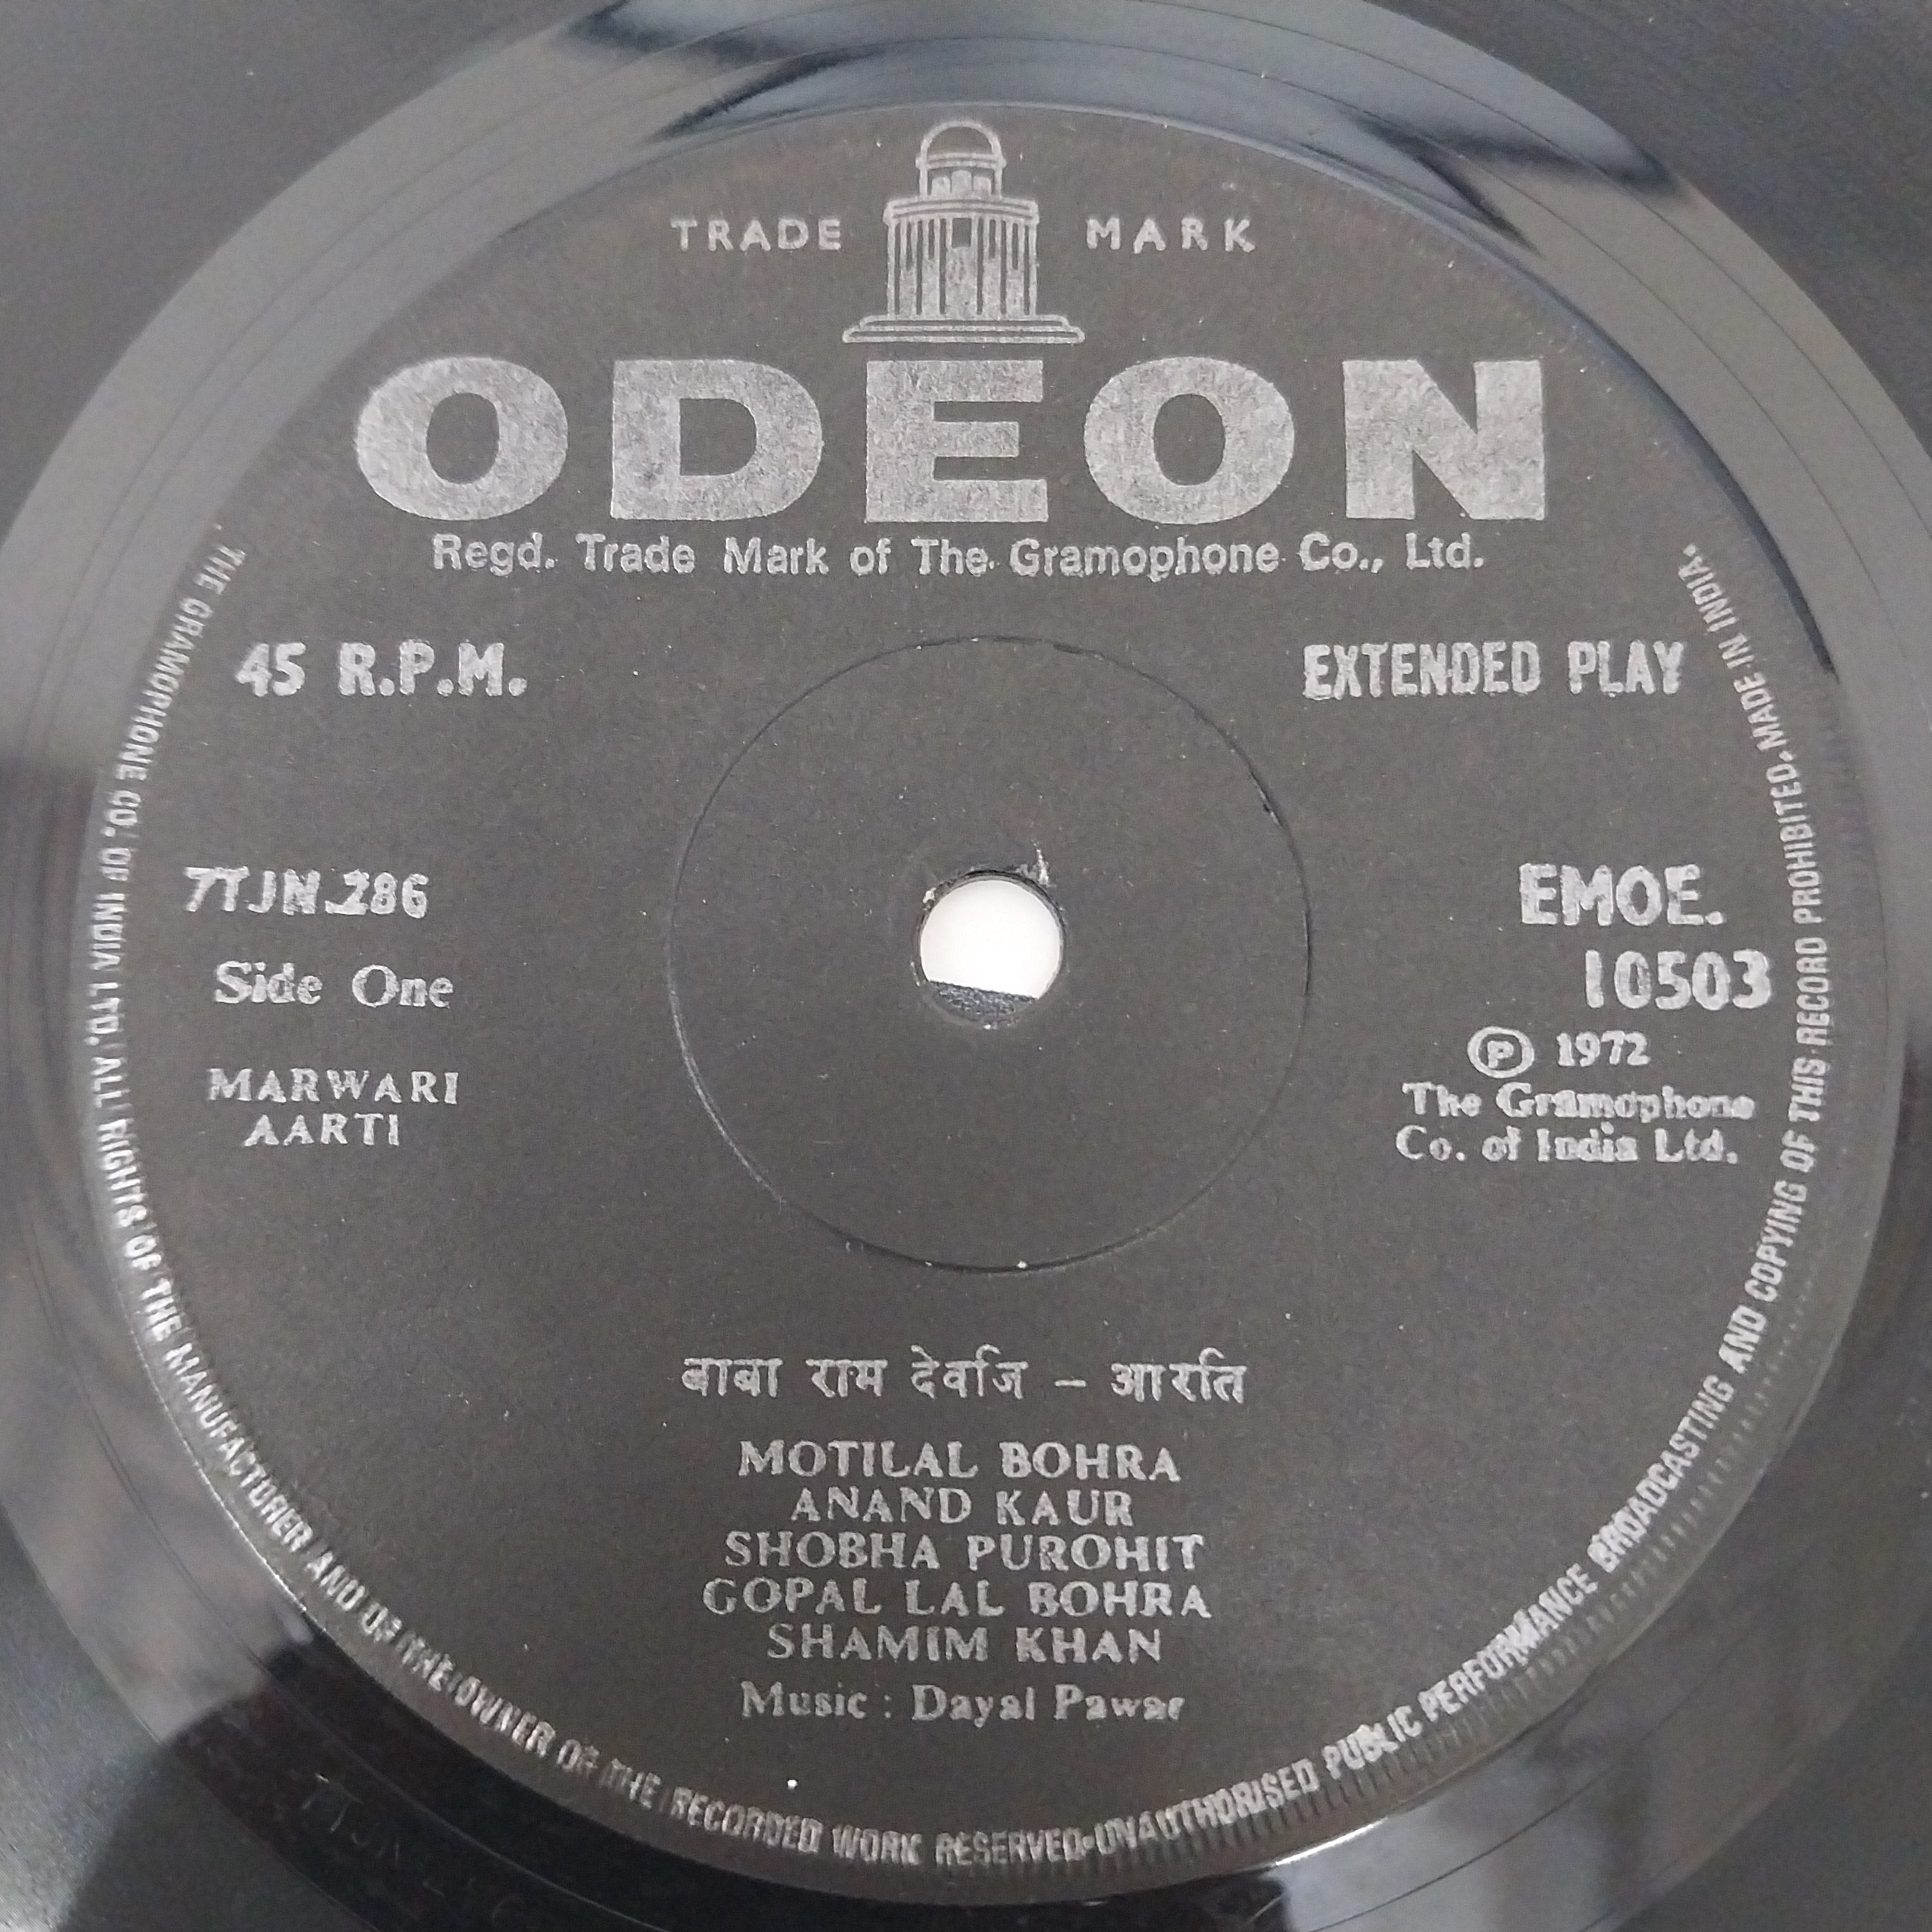 TRADE MARK
ODEON
Regd. Trade Mark of The Gramophone Co., Ltd.
45 R.P.M.
EXTENDED PLAY
7TJN.286
Side One
MARWARI
AARTI
EMOE.
10503
℗ 1972
The Gramophone
Co. of India Ltd.
बाबा राम देवजि – आरति
MOTILAL BOHRA
ANAND KAUR
SHOBHA PUROHIT
GOPAL LAL BOHRA
SHAMIM KHAN
Music : Dayal Pawar
THE GRAMOPHONE CO. OF INDIA LTD. ALL RIGHTS OF THE MANUFACTURER AND OF THE OWNER OF THE RECORDED WORK RESERVED·UNAUTHORISED PUBLIC PERFORMANCE BROADCASTING AND COPYING OF THIS RECORD PROHIBITED. MADE IN INDIA.